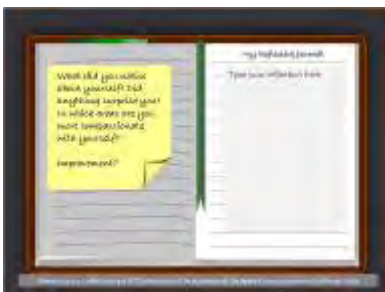 What did you notice
about yourself? Did
anything surprise you?
In which areas are you
most compassionate
with yourself?
Improvement?
My Reflection Journal
Type your reflection here